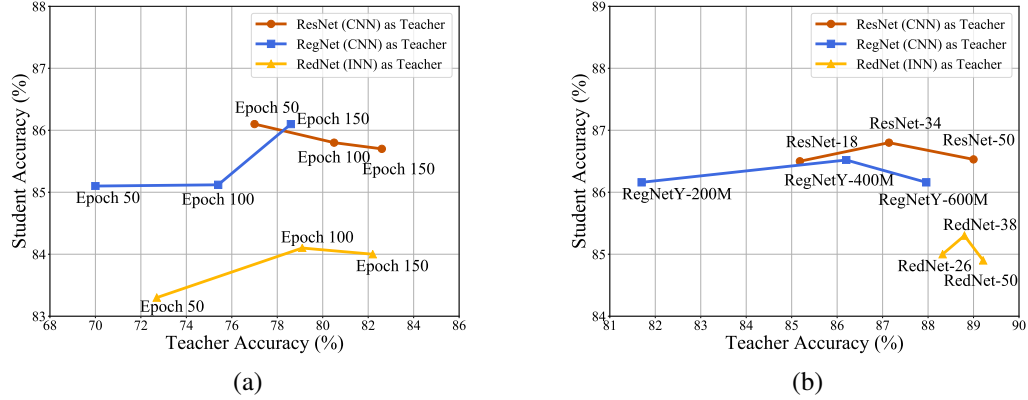 88
87
86
85
84
83
Student Accuracy (%)
ResNet (CNN) as Teacher
RegNet (CNN) as Teacher
RedNet (INN) as Teacher
Epoch 50
Epoch 150
Epoch 100
Epoch 150
Epoch 50
Epoch 100
Epoch 100
Epoch 150
Epoch 50
68 70 72 74 76 78 80 82 84 86
Teacher Accuracy (%)
(a)
89
88
87
86
85
84
Student Accuracy (%)
ResNet (CNN) as Teacher
RegNet (CNN) as Teacher
RedNet (INN) as Teacher
ResNet-34
ResNet-18
ResNet-50
RegNetY-400M
RegNetY-200M
RegNetY-600M
RedNet-38
RedNet-26
RedNet-50
81 82 83 84 85 86 87 88 89 90
Teacher Accuracy (%)
(b)